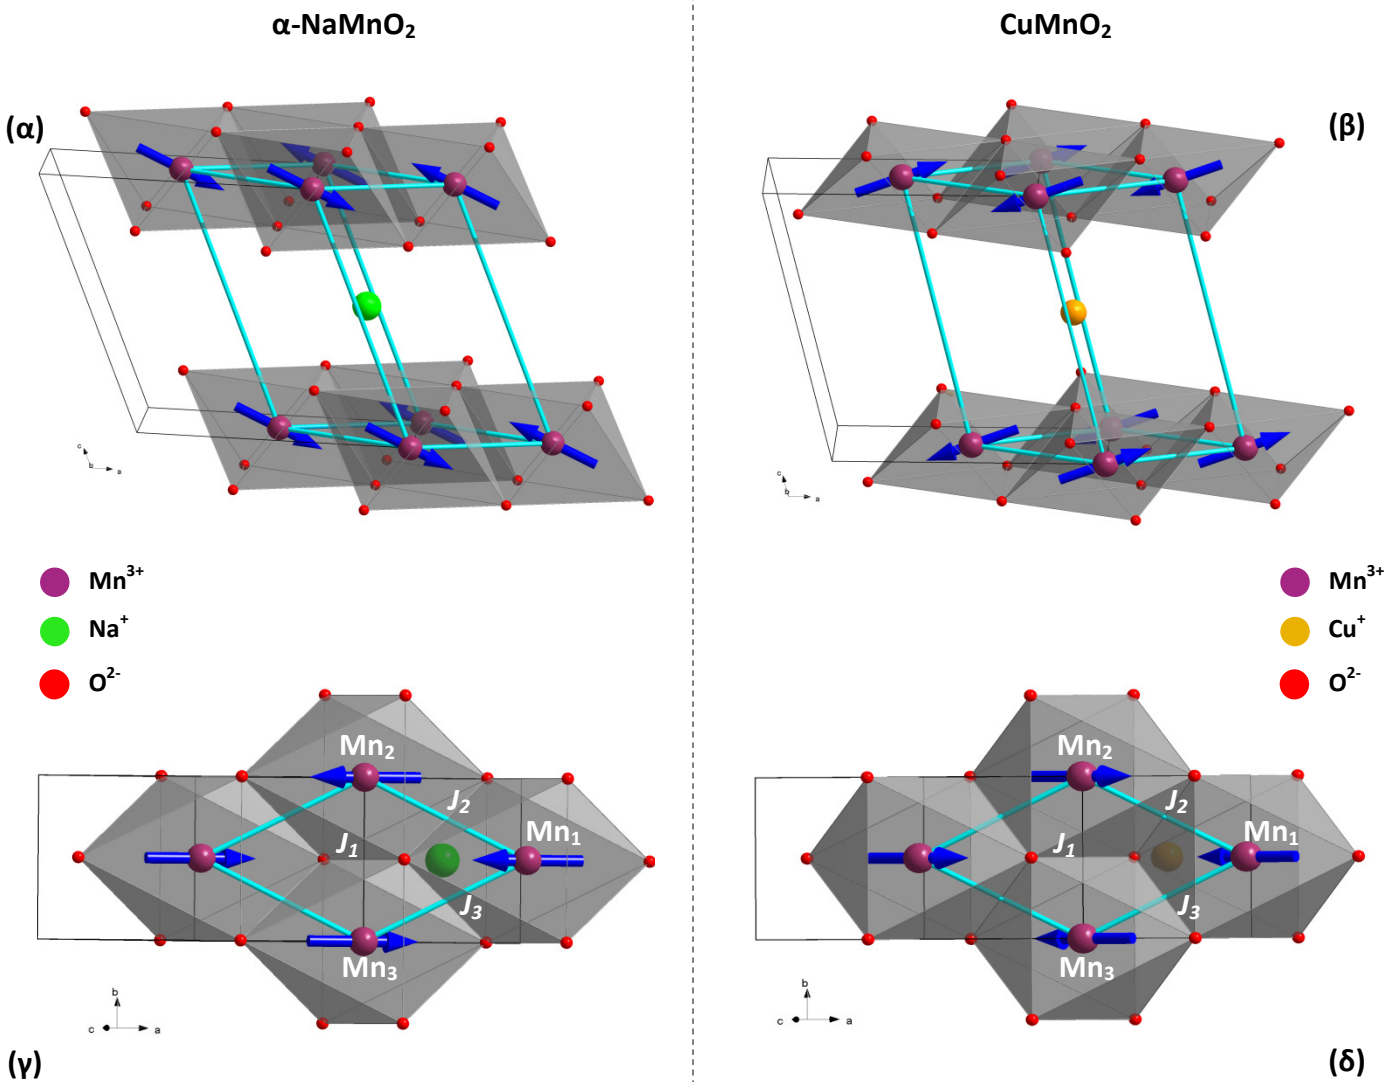 α-NaMnO₂
CuMnO₂
(α)
(β)
c
b
a
c
b
a
Mn³⁺
Na⁺
O²⁻
Mn³⁺
Cu⁺
O²⁻
Mn₂
J₂
Mn₁
J₁
J₃
Mn₃
Mn₂
J₂
Mn₁
J₁
J₃
Mn₃
b
c
a
b
c
a
(γ)
(δ)